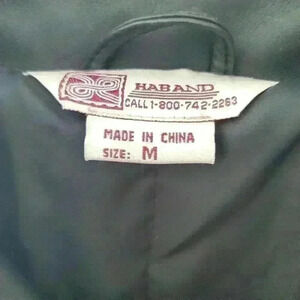 HABAND
CALL 1-800-742-2263
MADE IN CHINA
SIZE: M